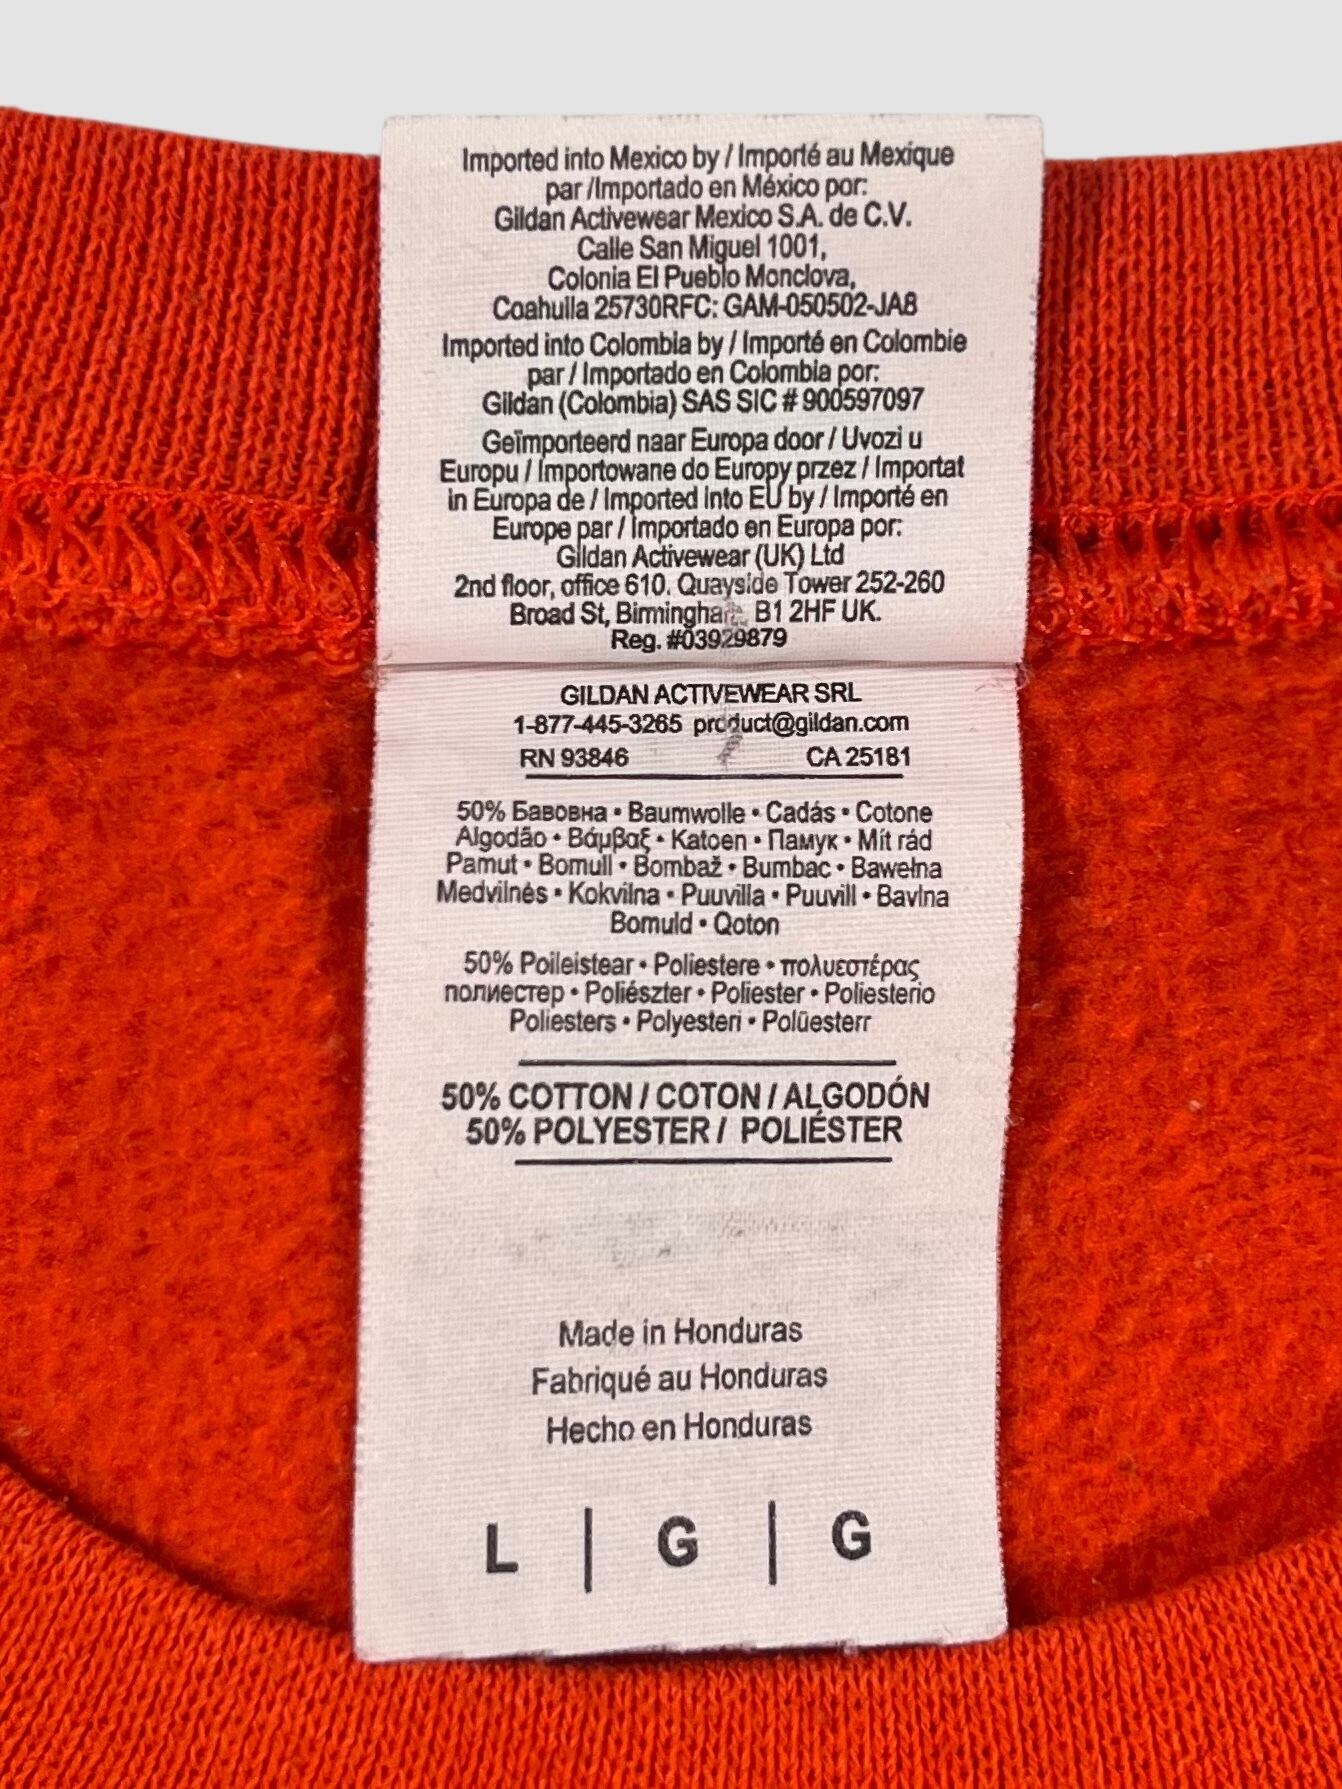 Imported into Mexico by / Importé au Mexique
par /Importado en México por:
Gildan Activewear Mexico S.A. de C.V.
Calle San Miguel 1001,
Colonia El Pueblo Monclova,
Coahulla 25730RFC: GAM-050502-JA8
Imported into Colombia by / Importé en Colombie
par / Importado en Colombia por:
Gildan (Colombia) SAS SIC # 900597097
Geïmporteerd naar Europa door / Uvozi u
Europu / Importowane do Europy przez / Importat
in Europa de / Imported into EU by / Importé en
Europe par / Importado en Europa por:
Gildan Activewear (UK) Ltd
2nd floor, office 610. Quayside Tower 252-260
Broad St, Birmingham, B1 2HF UK.
Reg. #03929879
GILDAN ACTIVEWEAR SRL
1-877-445-3265 product@gildan.com
RN 93846 CA 25181
50% Бавовна • Baumwolle • Cadás • Cotone
Algodão • Βάμβαξ • Katoen • Памук • Mít rád
Pamut • Bomull • Bombaž • Bumbac • Bawełna
Medvilnės • Kokvilna • Puuvilla • Puuvill • Bavlna
Bomuld • Qoton
50% Poileistear • Poliestere • πολυεστέρας
полиестер • Poliészter • Poliester • Poliesterio
Poliesters • Polyesteri • Polüesterr
50% COTTON / COTON / ALGODÓN
50% POLYESTER / POLIÉSTER
Made in Honduras
Fabriqué au Honduras
Hecho en Honduras
L | G | G